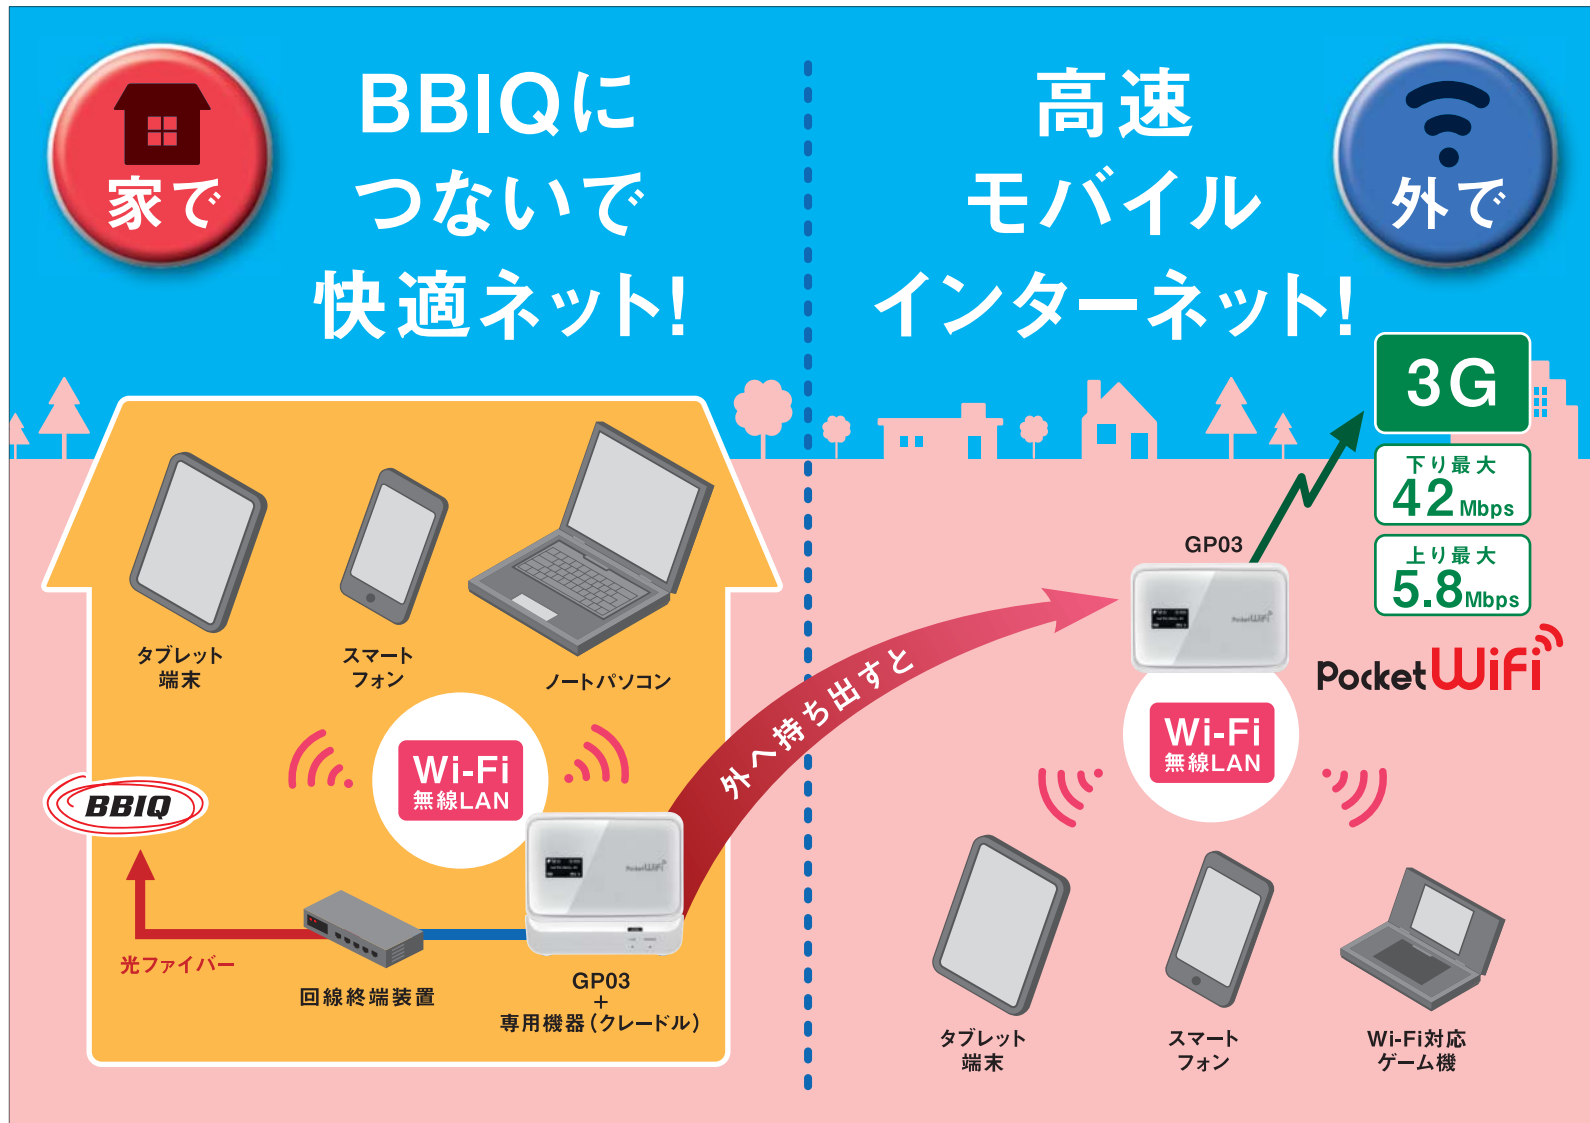 家で
BBIQに
つないで
快適ネット!
高速
モバイル
インターネット!
外で
タブレット
端末
スマート
フォン
ノートパソコン
Wi-Fi
無線LAN
BBIQ
光ファイバー
回線終端装置
Pocket WiFi
GP03
+
専用機器(クレードル)
外へ持ち出すと
3G
下り最大
42Mbps
上り最大
5.8Mbps
GP03
Pocket WiFi
Pocket WiFi
Wi-Fi
無線LAN
タブレット
端末
スマート
フォン
Wi-Fi対応
ゲーム機